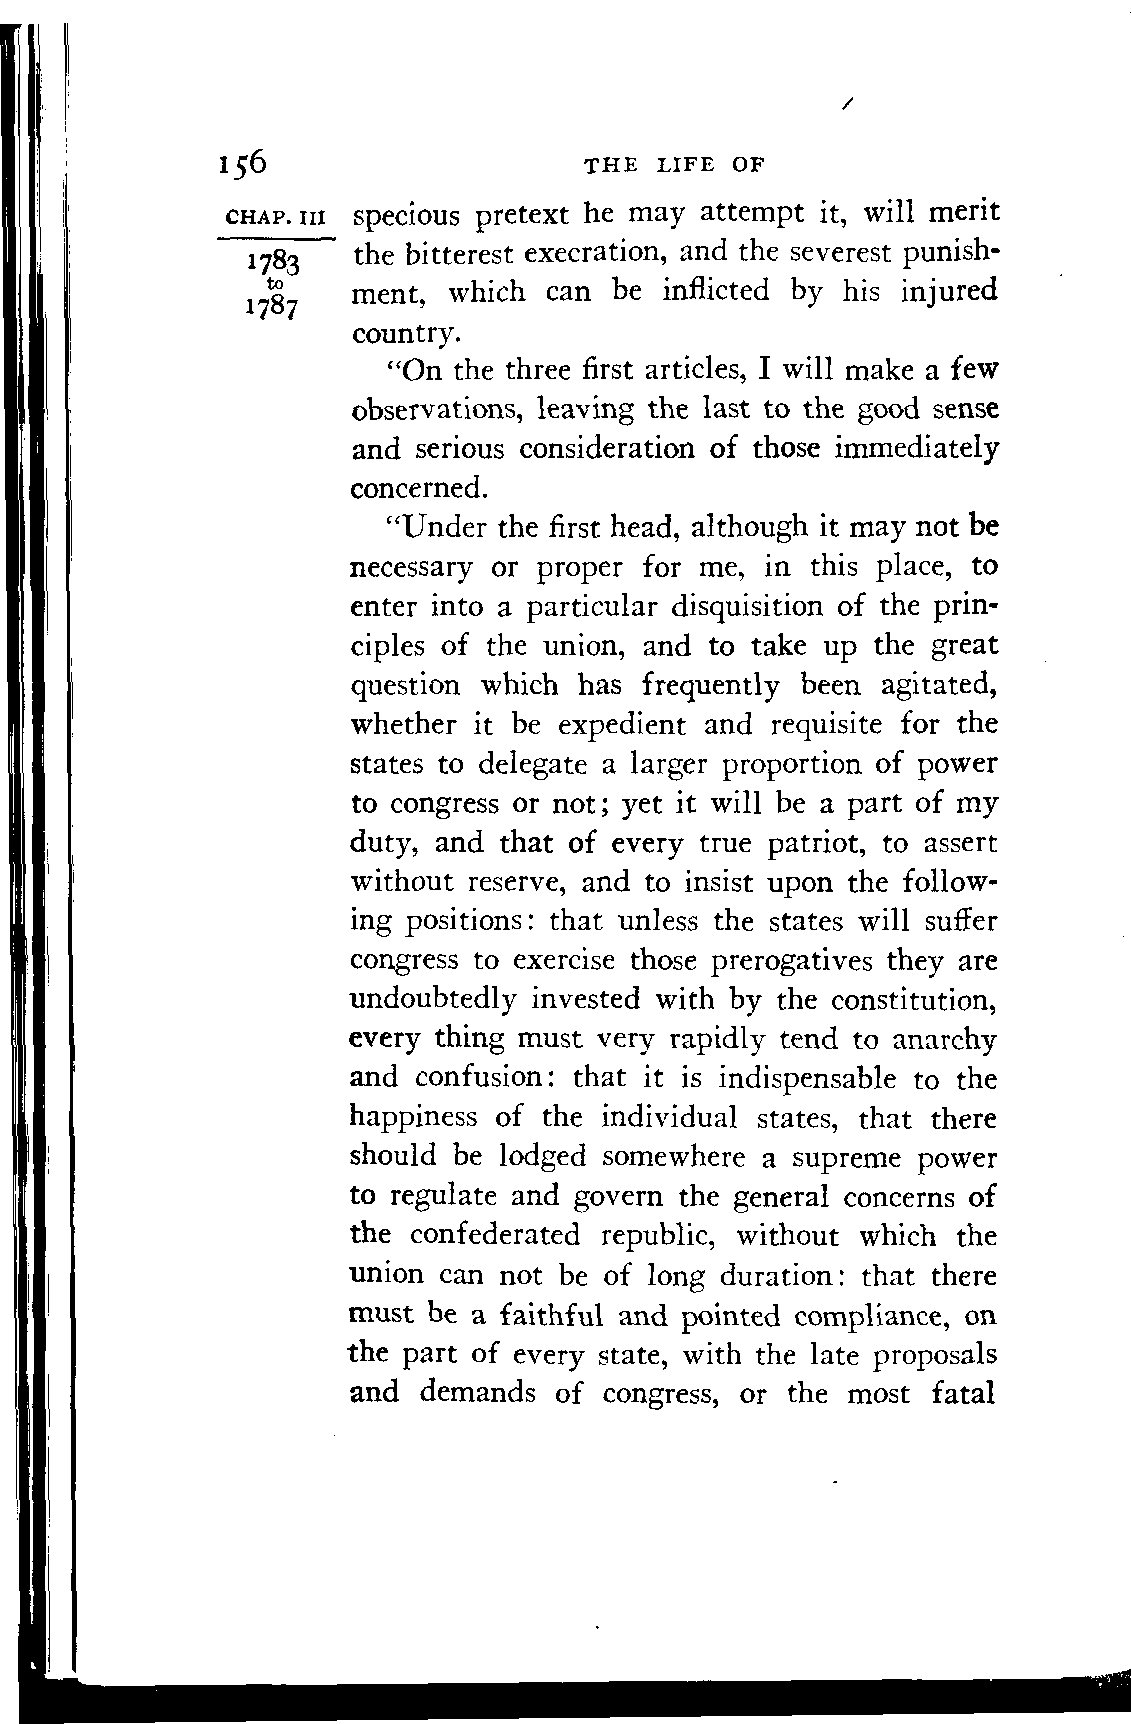 156 THE LIFE OF
CHAP. III specious pretext he may attempt it, will merit
1783 the bitterest execration, and the severest punish-
to
1787 ment, which can be inflicted by his injured
country.
"On the three first articles, I will make a few
observations, leaving the last to the good sense
and serious consideration of those immediately
concerned.
"Under the first head, although it may not be
necessary or proper for me, in this place, to
enter into a particular disquisition of the prin-
ciples of the union, and to take up the great
question which has frequently been agitated,
whether it be expedient and requisite for the
states to delegate a larger proportion of power
to congress or not; yet it will be a part of my
duty, and that of every true patriot, to assert
without reserve, and to insist upon the follow-
ing positions: that unless the states will suffer
congress to exercise those prerogatives they are
undoubtedly invested with by the constitution,
every thing must very rapidly tend to anarchy
and confusion: that it is indispensable to the
happiness of the individual states, that there
should be lodged somewhere a supreme power
to regulate and govern the general concerns of
the confederated republic, without which the
union can not be of long duration: that there
must be a faithful and pointed compliance, on
the part of every state, with the late proposals
and demands of congress, or the most fatal